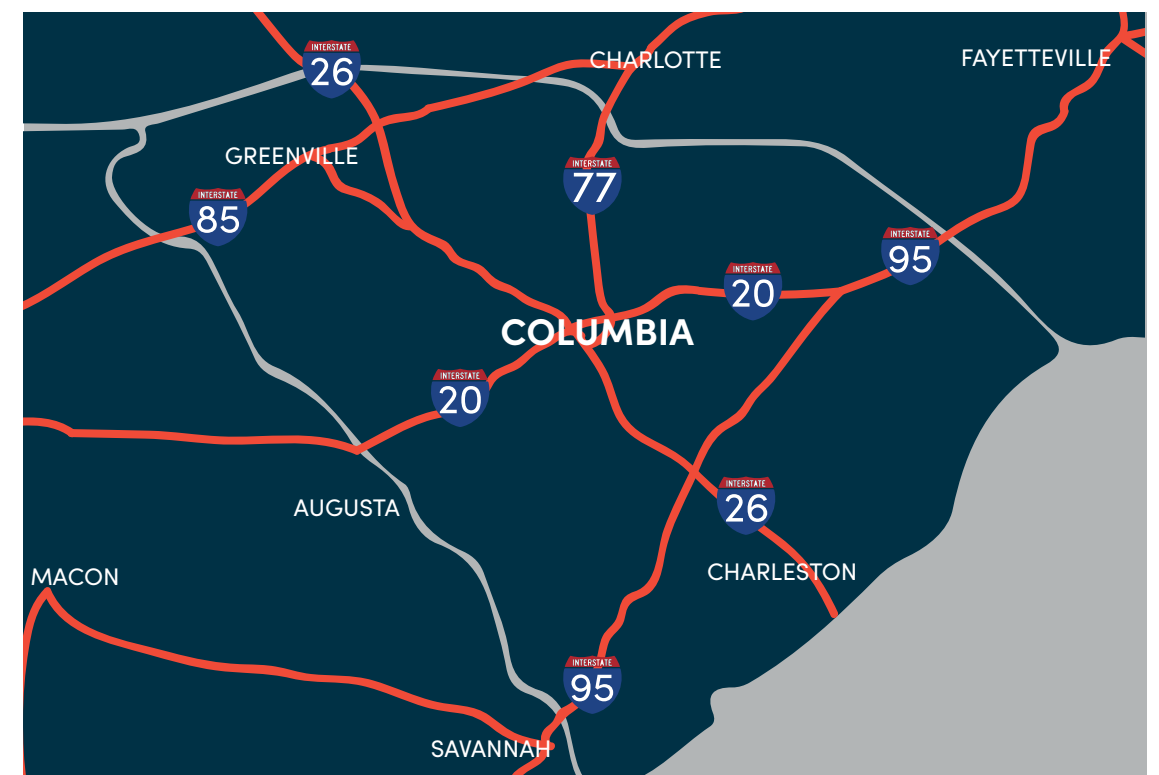 INTERSTATE
26
CHARLOTTE
FAYETTEVILLE
GREENVILLE
INTERSTATE
77
INTERSTATE
85
INTERSTATE
95
INTERSTATE
20
COLUMBIA
INTERSTATE
20
INTERSTATE
26
AUGUSTA
CHARLESTON
MACON
INTERSTATE
95
SAVANNAH